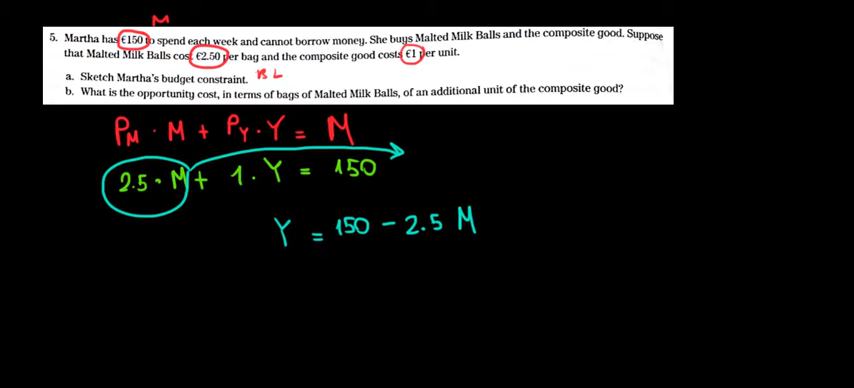 M
5. Martha has €150 to spend each week and cannot borrow money. She buys Malted Milk Balls and the composite good. Suppose
that Malted Milk Balls cost €2.50 per bag and the composite good costs €1 per unit.
a. Sketch Martha's budget constraint. BL
b. What is the opportunity cost, in terms of bags of Malted Milk Balls, of an additional unit of the composite good?
PM · M + PY · Y = M
2.5 · M + 1 · Y = 150
Y = 150 - 2.5 M